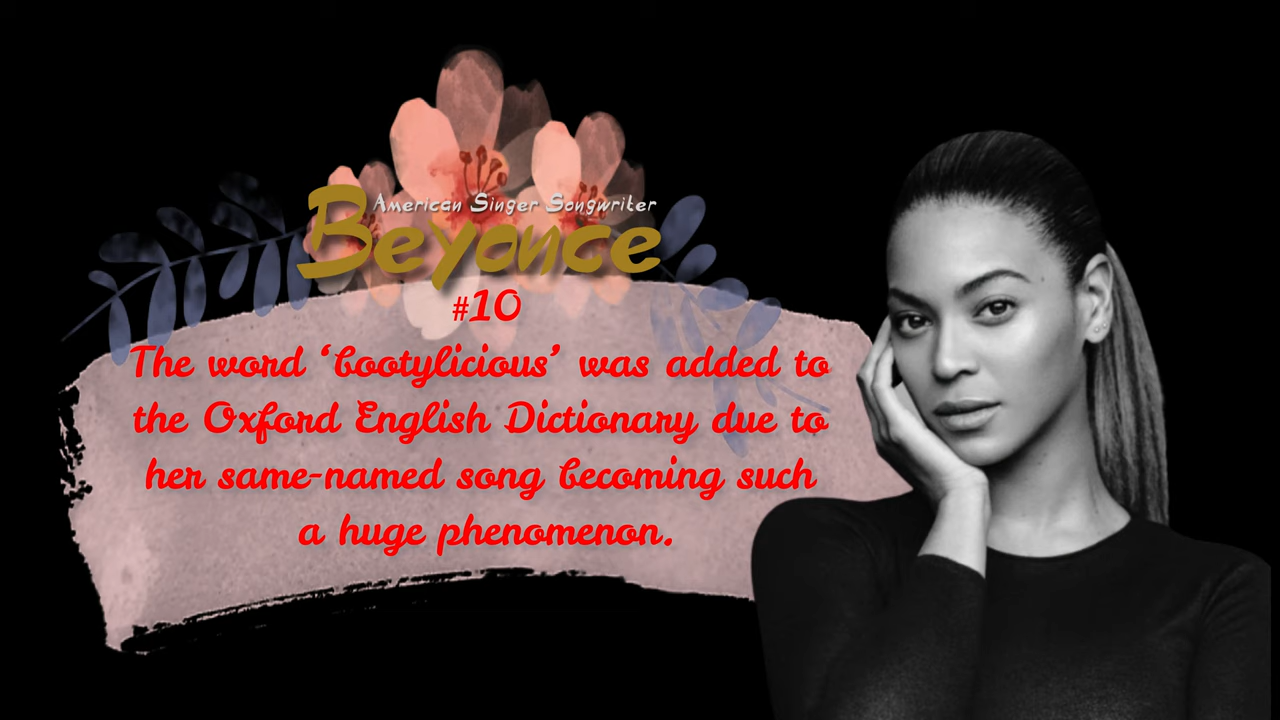 American Singer Songwriter
Beyonce
#10
The word ‘bootylicious’ was added to
the Oxford English Dictionary due to
her same-named song becoming such
a huge phenomenon.